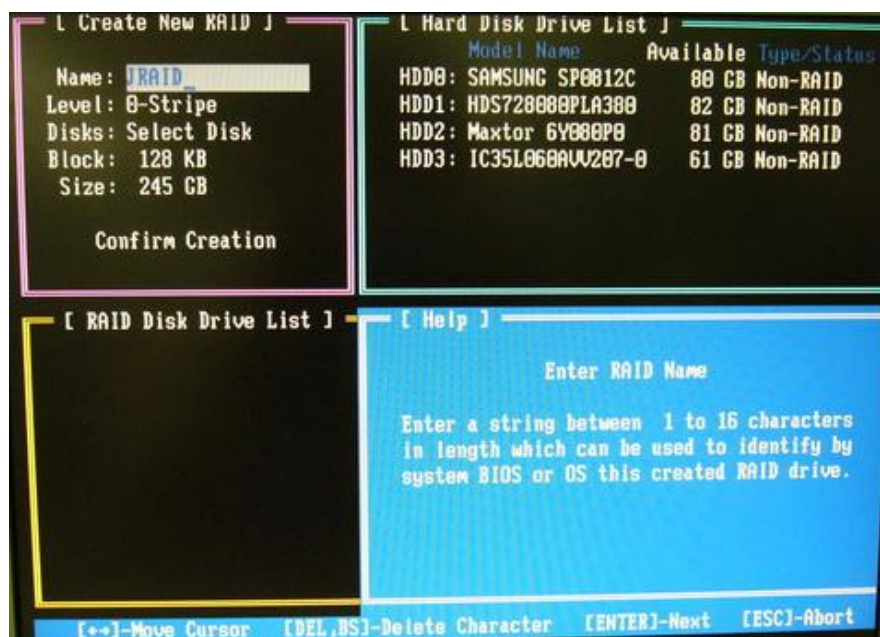 [ Create New RAID ]
Name: JRAID_
Level: 0-Stripe
Disks: Select Disk
Block: 128 KB
Size: 245 GB
Confirm Creation
[ Hard Disk Drive List ]
Model Name Available Type/Status
HDD0: SAMSUNG SP0812C 80 GB Non-RAID
HDD1: HDS728080PLA380 82 GB Non-RAID
HDD2: Maxtor 6Y080P0 81 GB Non-RAID
HDD3: IC35L060AVV207-0 61 GB Non-RAID
[ RAID Disk Drive List ]
[ Help ]
Enter RAID Name
Enter a string between 1 to 16 characters
in length which can be used to identify by
system BIOS or OS this created RAID drive.
[←→]-Move Cursor [DEL,BS]-Delete Character [ENTER]-Next [ESC]-Abort